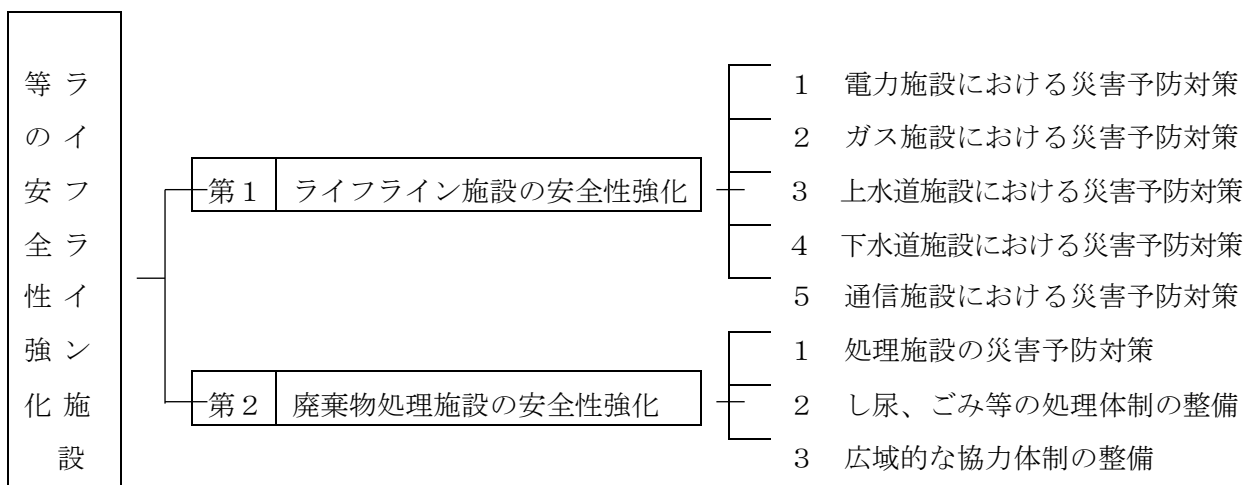 ライフライン施設
等の安全性強化
第１ ライフライン施設の安全性強化
１ 電力施設における災害予防対策
２ ガス施設における災害予防対策
３ 上水道施設における災害予防対策
４ 下水道施設における災害予防対策
５ 通信施設における災害予防対策
第２ 廃棄物処理施設の安全性強化
１ 処理施設の災害予防対策
２ し尿、ごみ等の処理体制の整備
３ 広域的な協力体制の整備